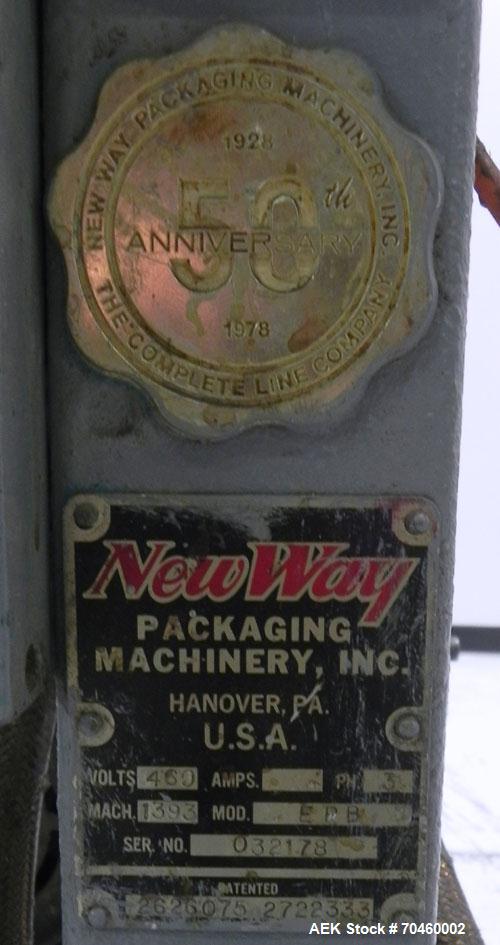 NEW WAY PACKAGING MACHINERY, INC.
1928
50th
ANNIVERSARY
1978
THE COMPLETE LINE COMPANY
New Way
PACKAGING
MACHINERY, INC.
HANOVER, PA.
U.S.A.
VOLTS 460 AMPS. PH 3
MACH. 1393 MOD. EPB
SER. NO. 032178
PATENTED
2626075 2722333
AEK Stock # 70460002